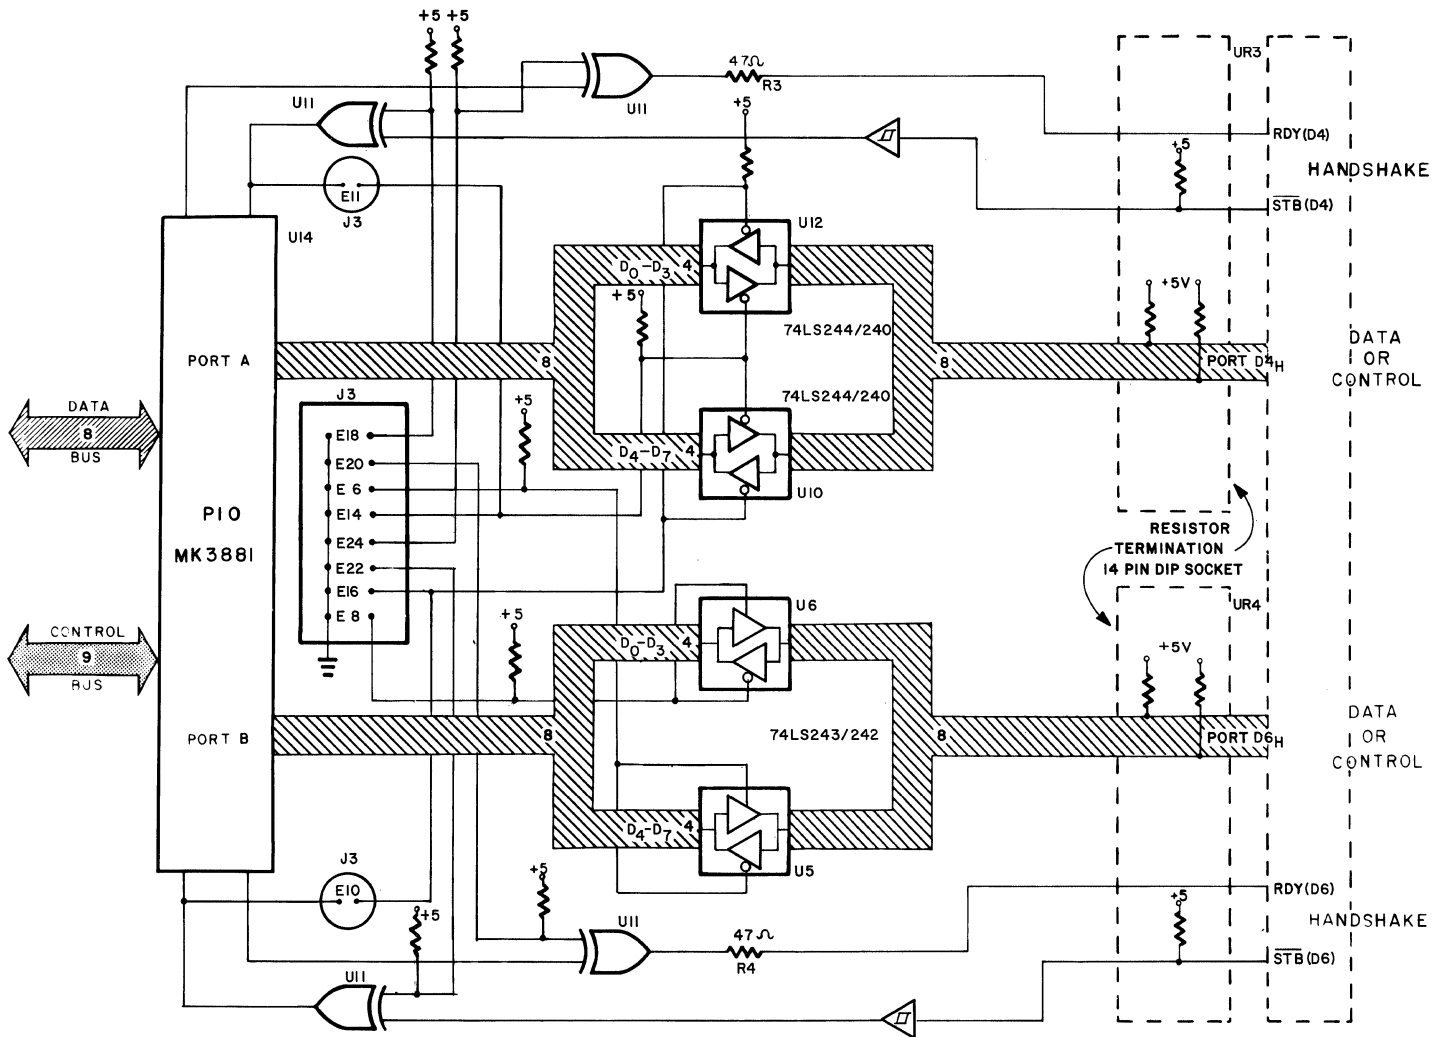 +5 +5
47Ω
R3
U11
U11
+5
UR3
RDY(D4)
HANDSHAKE
+5
STB(D4)
E11
J3
U14
U12
D0-D3 4
+5
74LS244/240
+5V
PORT A
8
8
PORT D4H
DATA
OR
CONTROL
J3
74LS244/240
DATA
8
BUS
+5
E18
E20
E 6
E14
E24
E22
E16
E 8
D4-D7 4
U10
PIO
MK3881
RESISTOR
TERMINATION
14 PIN DIP SOCKET
CONTROL
9
BUS
+5
U6
UR4
D0-D3 4
+5V
PORT B
8
74LS243/242
8
PORT D6H
DATA
OR
CONTROL
D4-D7 4
U5
J3
E10
+5
+5
U11
47Ω
R4
+5
RDY(D6)
HANDSHAKE
STB(D6)
U11